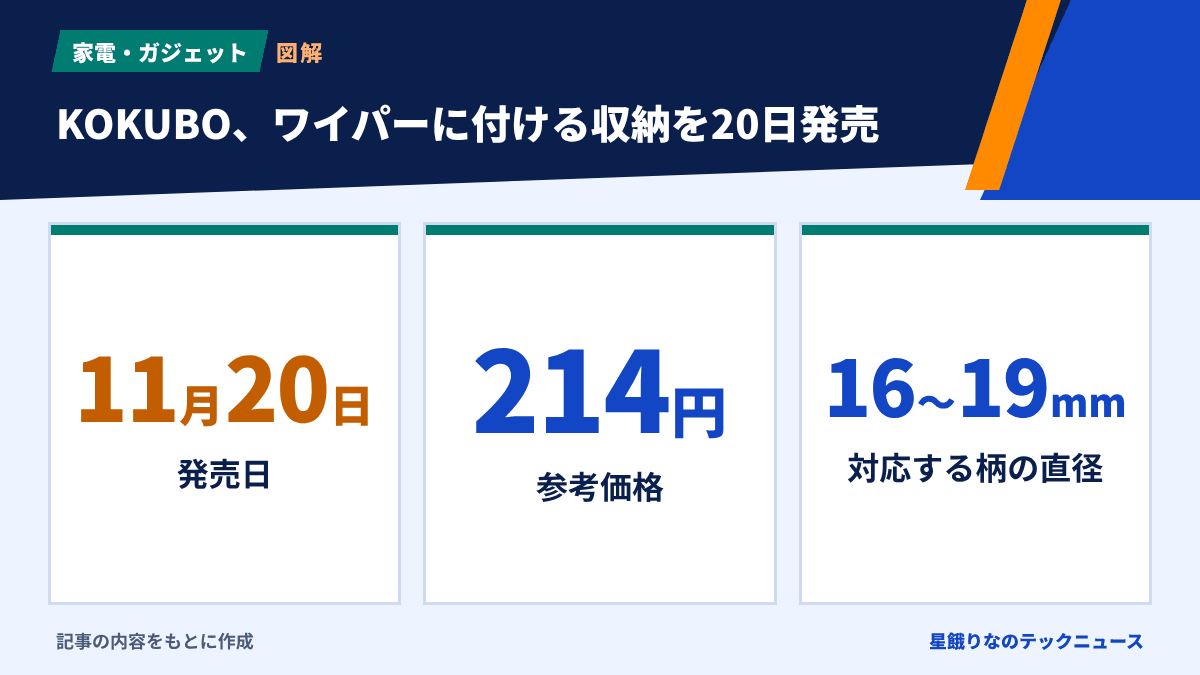 家電・ガジェット 図解
KOKUBO、ワイパーに付ける収納を20日発売
11月20日
発売日
214円
参考価格
16～19mm
対応する柄の直径
記事の内容をもとに作成
星餓りなのテックニュース